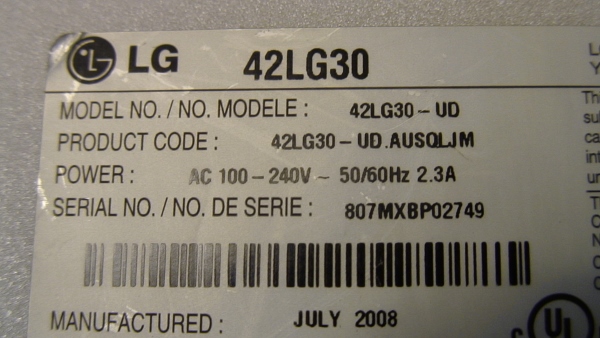 LG 42LG30
MODEL NO. / NO. MODELE : 42LG30-UD
PRODUCT CODE : 42LG30-UD.AUSQLJM
POWER : AC 100-240V~ 50/60Hz 2.3A
SERIAL NO. / NO. DE SERIE : 807MXBP02749
MANUFACTURED : JULY 2008
UL